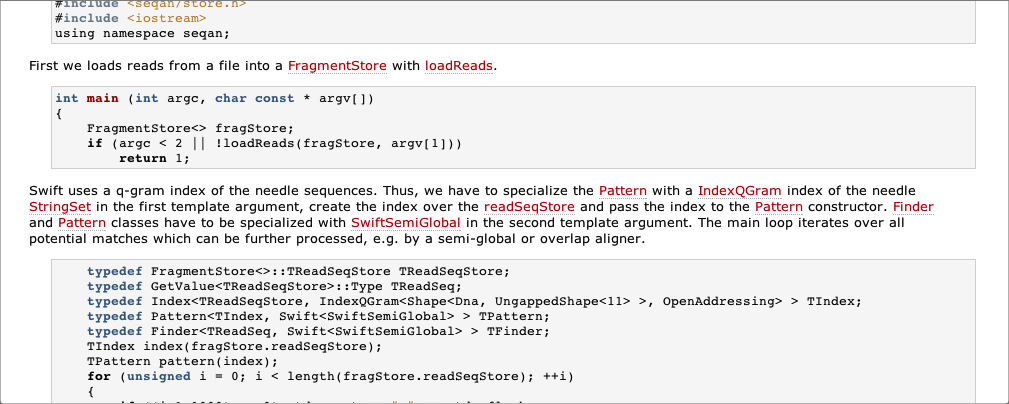 #include <seqan/store.h>
#include <iostream>
using namespace seqan;
First we loads reads from a file into a FragmentStore with loadReads.
int main (int argc, char const * argv[])
{
    FragmentStore<> fragStore;
    if (argc < 2 || !loadReads(fragStore, argv[1]))
        return 1;
Swift uses a q-gram index of the needle sequences. Thus, we have to specialize the Pattern with a IndexQGram index of the needle
StringSet in the first template argument, create the index over the readSeqStore and pass the index to the Pattern constructor. Finder
and Pattern classes have to be specialized with SwiftSemiGlobal in the second template argument. The main loop iterates over all
potential matches which can be further processed, e.g. by a semi-global or overlap aligner.
    typedef FragmentStore<>::TReadSeqStore TReadSeqStore;
    typedef GetValue<TReadSeqStore>::Type TReadSeq;
    typedef Index<TReadSeqStore, IndexQGram<Shape<Dna, UngappedShape<11> >, OpenAddressing> > TIndex;
    typedef Pattern<TIndex, Swift<SwiftSemiGlobal> > TPattern;
    typedef Finder<TReadSeq, Swift<SwiftSemiGlobal> > TFinder;
    TIndex index(fragStore.readSeqStore);
    TPattern pattern(index);
    for (unsigned i = 0; i < length(fragStore.readSeqStore); ++i)
    {